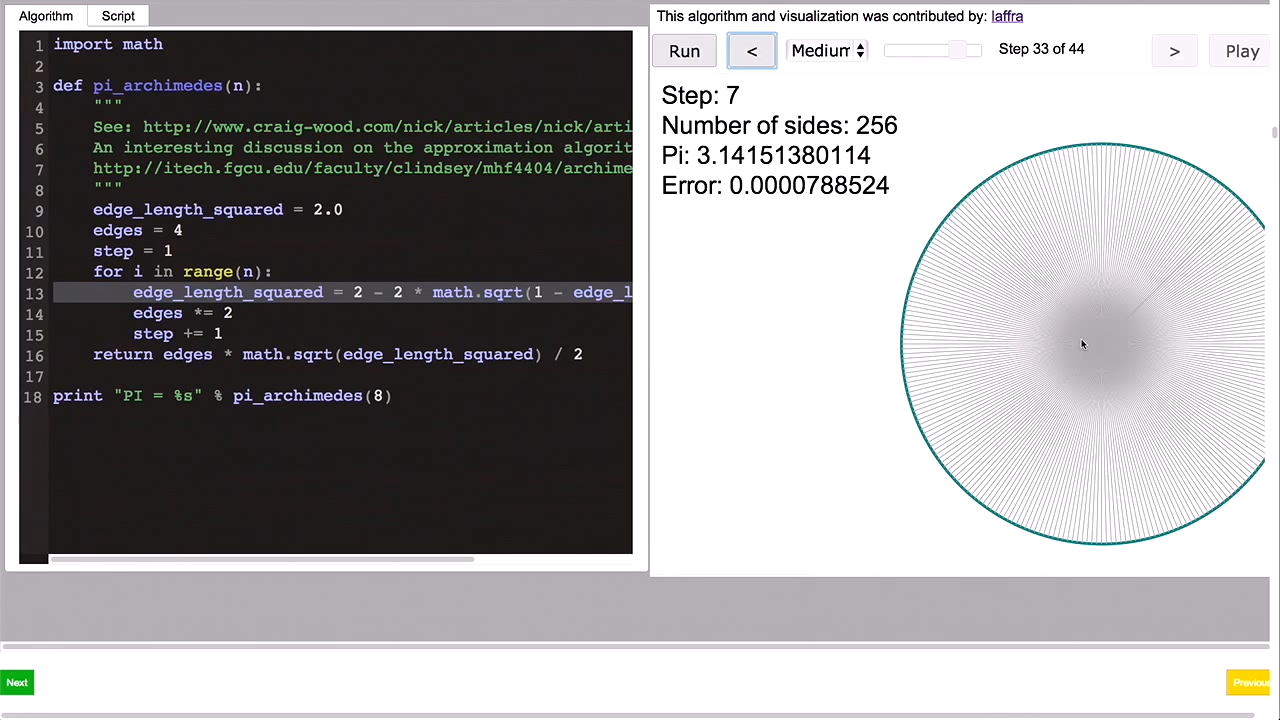 Algorithm Script
1 import math
2
3 def pi_archimedes(n):
4 """
5 See: http://www.craig-wood.com/nick/articles/nick/arti
6 An interesting discussion on the approximation algorit
7 http://itech.fgcu.edu/faculty/clindsey/mhf4404/archime
8 """
9 edge_length_squared = 2.0
10 edges = 4
11 step = 1
12 for i in range(n):
13 edge_length_squared = 2 - 2 * math.sqrt(1 - edge_l
14 edges *= 2
15 step += 1
16 return edges * math.sqrt(edge_length_squared) / 2
17
18 print "PI = %s" % pi_archimedes(8)
This algorithm and visualization was contributed by: laffra
Run < Medium Step 33 of 44 > Play
Step: 7
Number of sides: 256
Pi: 3.14151380114
Error: 0.0000788524
Next
Previous